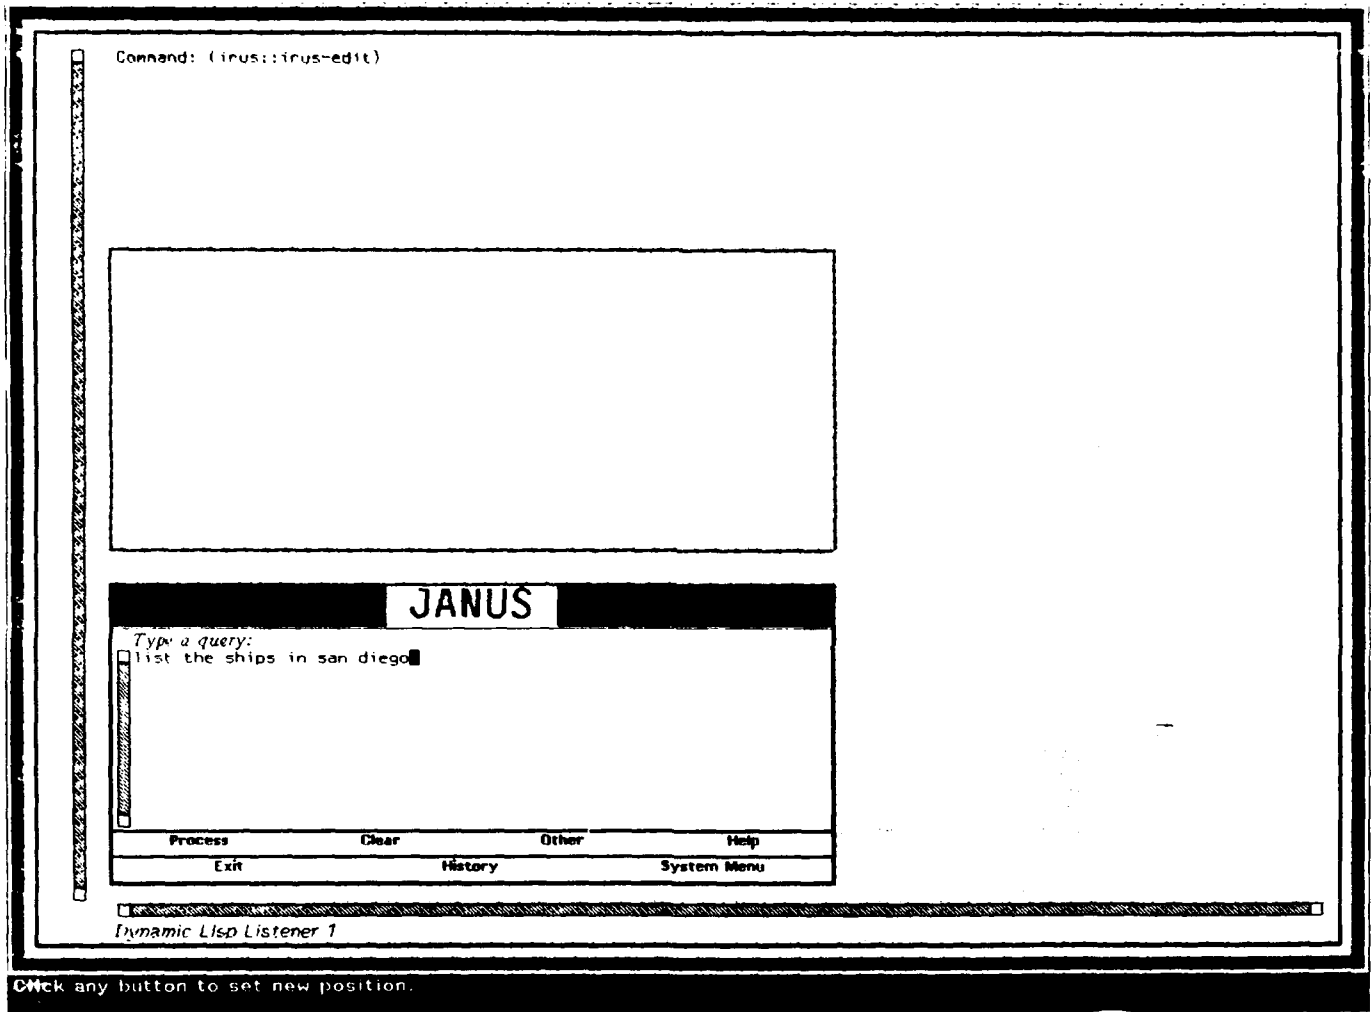 Command: (irus::irus-edit)
JANUS
Type a query:
list the ships in san diego
Process Clear Other Help
Exit History System Menu
Dynamic Lisp Listener 1
Click any button to set new position.